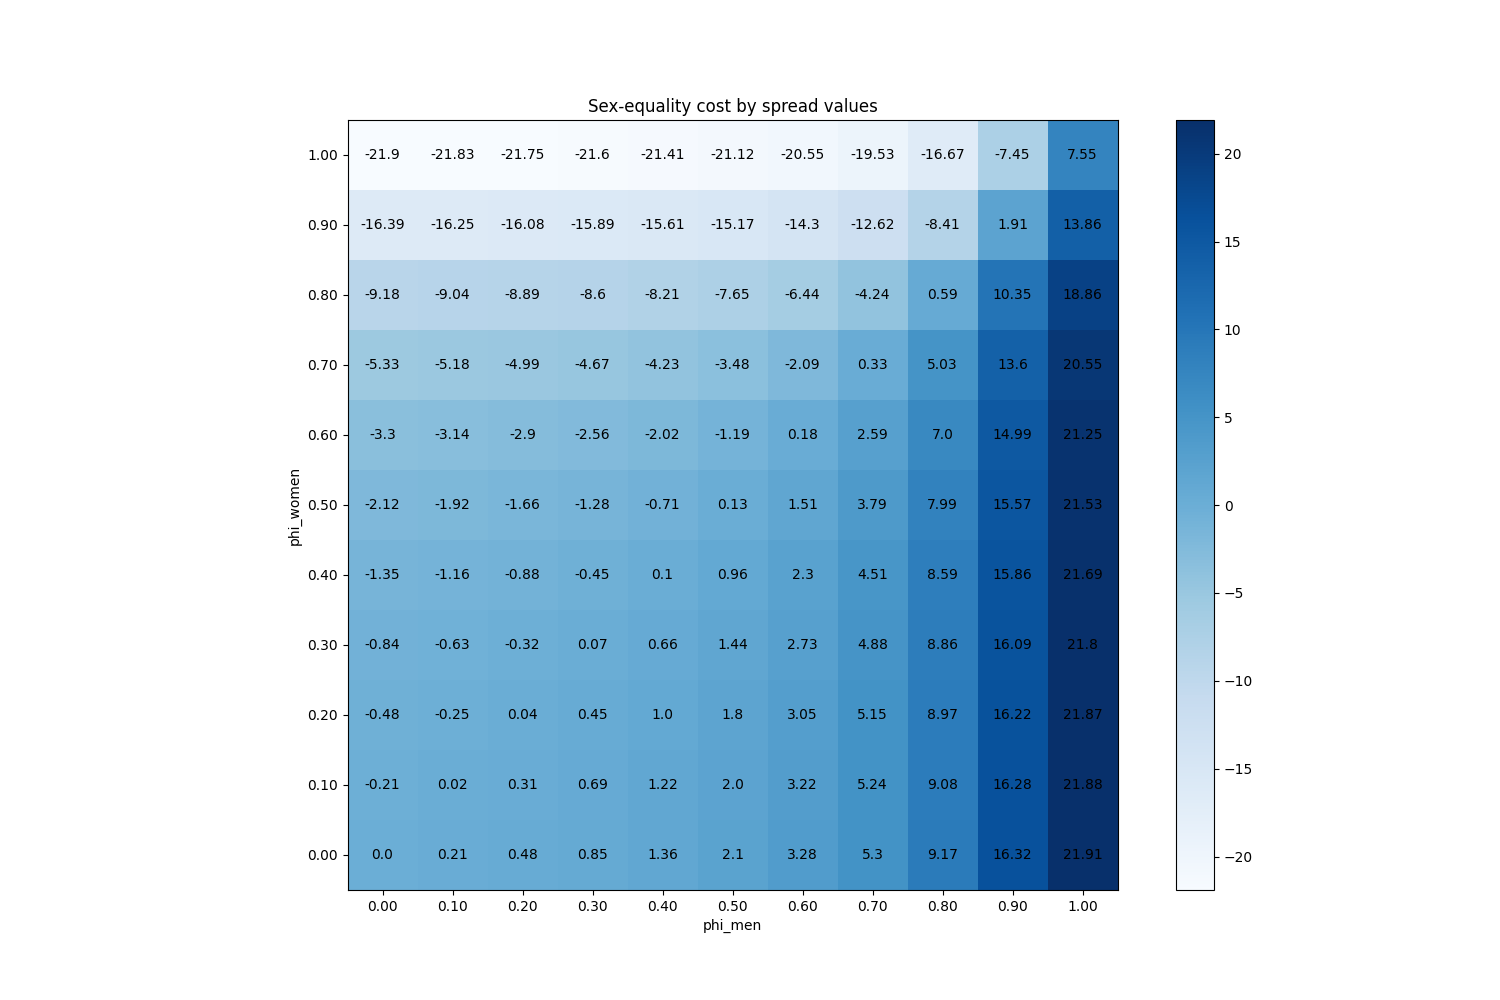 Sex-equality cost by spread values
1.00 -21.9 -21.83 -21.75 -21.6 -21.41 -21.12 -20.55 -19.53 -16.67 -7.45 7.55
0.90 -16.39 -16.25 -16.08 -15.89 -15.61 -15.17 -14.3 -12.62 -8.41 1.91 13.86
0.80 -9.18 -9.04 -8.89 -8.6 -8.21 -7.65 -6.44 -4.24 0.59 10.35 18.86
0.70 -5.33 -5.18 -4.99 -4.67 -4.23 -3.48 -2.09 0.33 5.03 13.6 20.55
0.60 -3.3 -3.14 -2.9 -2.56 -2.02 -1.19 0.18 2.59 7.0 14.99 21.25
0.50 -2.12 -1.92 -1.66 -1.28 -0.71 0.13 1.51 3.79 7.99 15.57 21.53
0.40 -1.35 -1.16 -0.88 -0.45 0.1 0.96 2.3 4.51 8.59 15.86 21.69
0.30 -0.84 -0.63 -0.32 0.07 0.66 1.44 2.73 4.88 8.86 16.09 21.8
0.20 -0.48 -0.25 0.04 0.45 1.0 1.8 3.05 5.15 8.97 16.22 21.87
0.10 -0.21 0.02 0.31 0.69 1.22 2.0 3.22 5.24 9.08 16.28 21.88
0.00 0.0 0.21 0.48 0.85 1.36 2.1 3.28 5.3 9.17 16.32 21.91
0.00 0.10 0.20 0.30 0.40 0.50 0.60 0.70 0.80 0.90 1.00
phi_men
phi_women
20
15
10
5
0
−5
−10
−15
−20